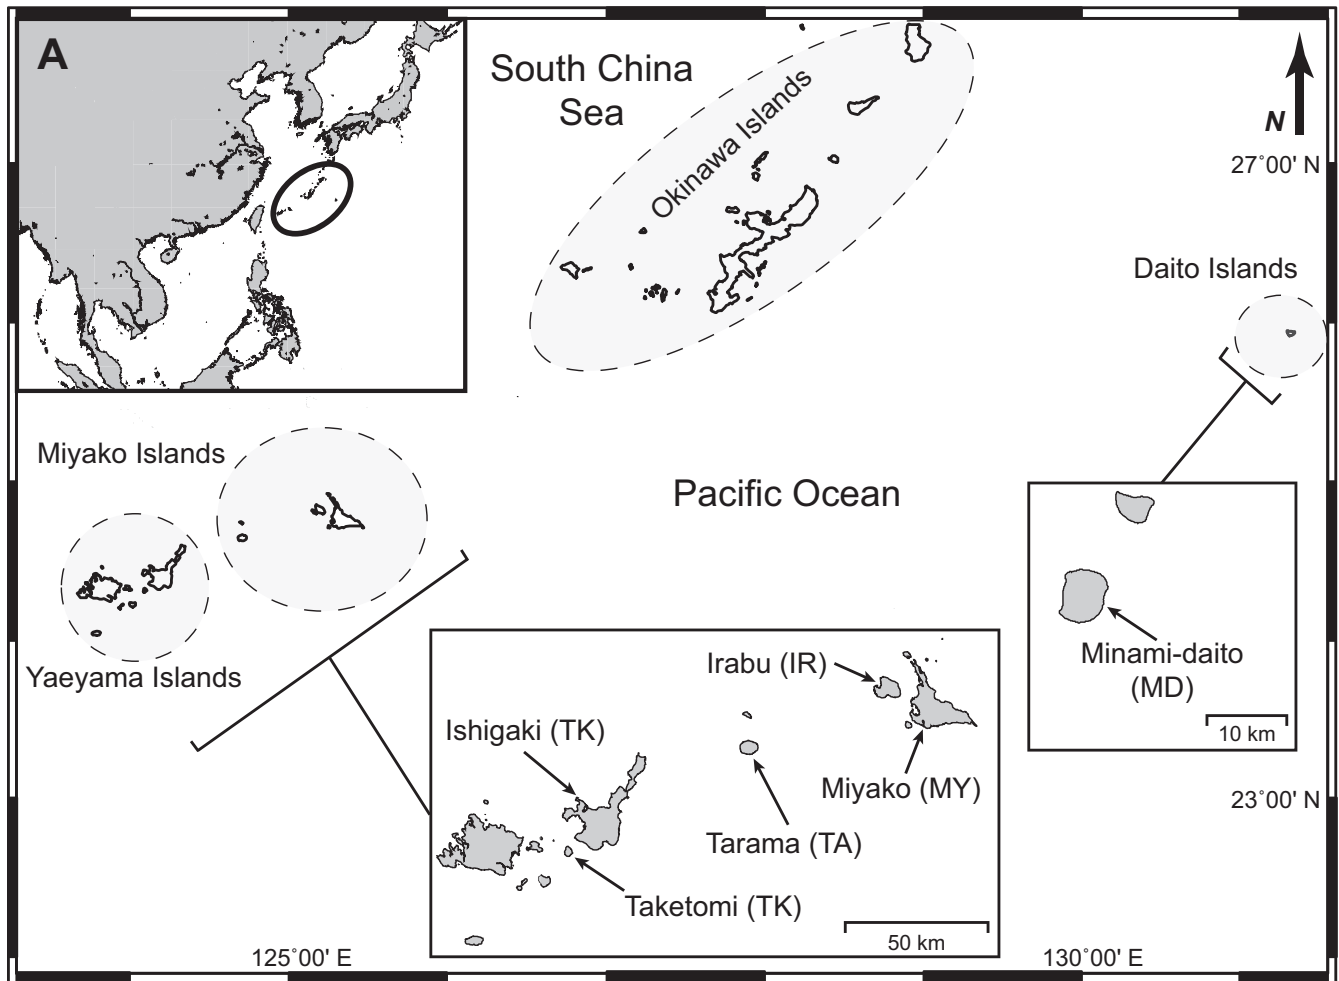 A
South China
Sea
Okinawa Islands
N
27°00' N
Daito Islands
Miyako Islands
Pacific Ocean
Yaeyama Islands
Minami-daito
(MD)
10 km
Irabu (IR)
Ishigaki (TK)
Miyako (MY)
Tarama (TA)
Taketomi (TK)
50 km
23°00' N
125°00' E
130°00' E